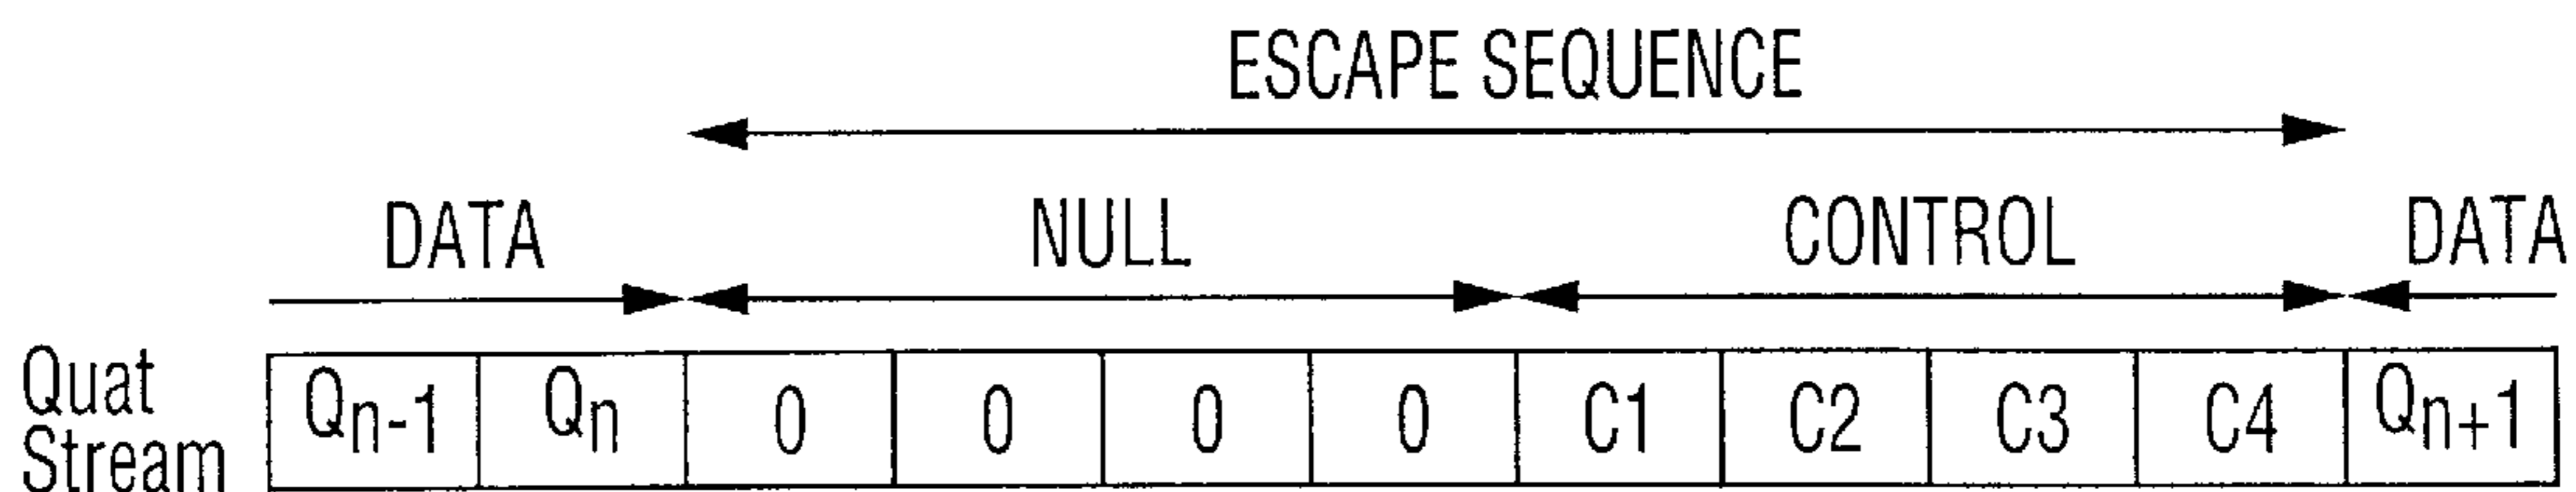 ESCAPE SEQUENCE
DATA NULL CONTROL DATA
Quat
Stream
Qn-1 Qn 0 0 0 0 C1 C2 C3 C4 Qn+1